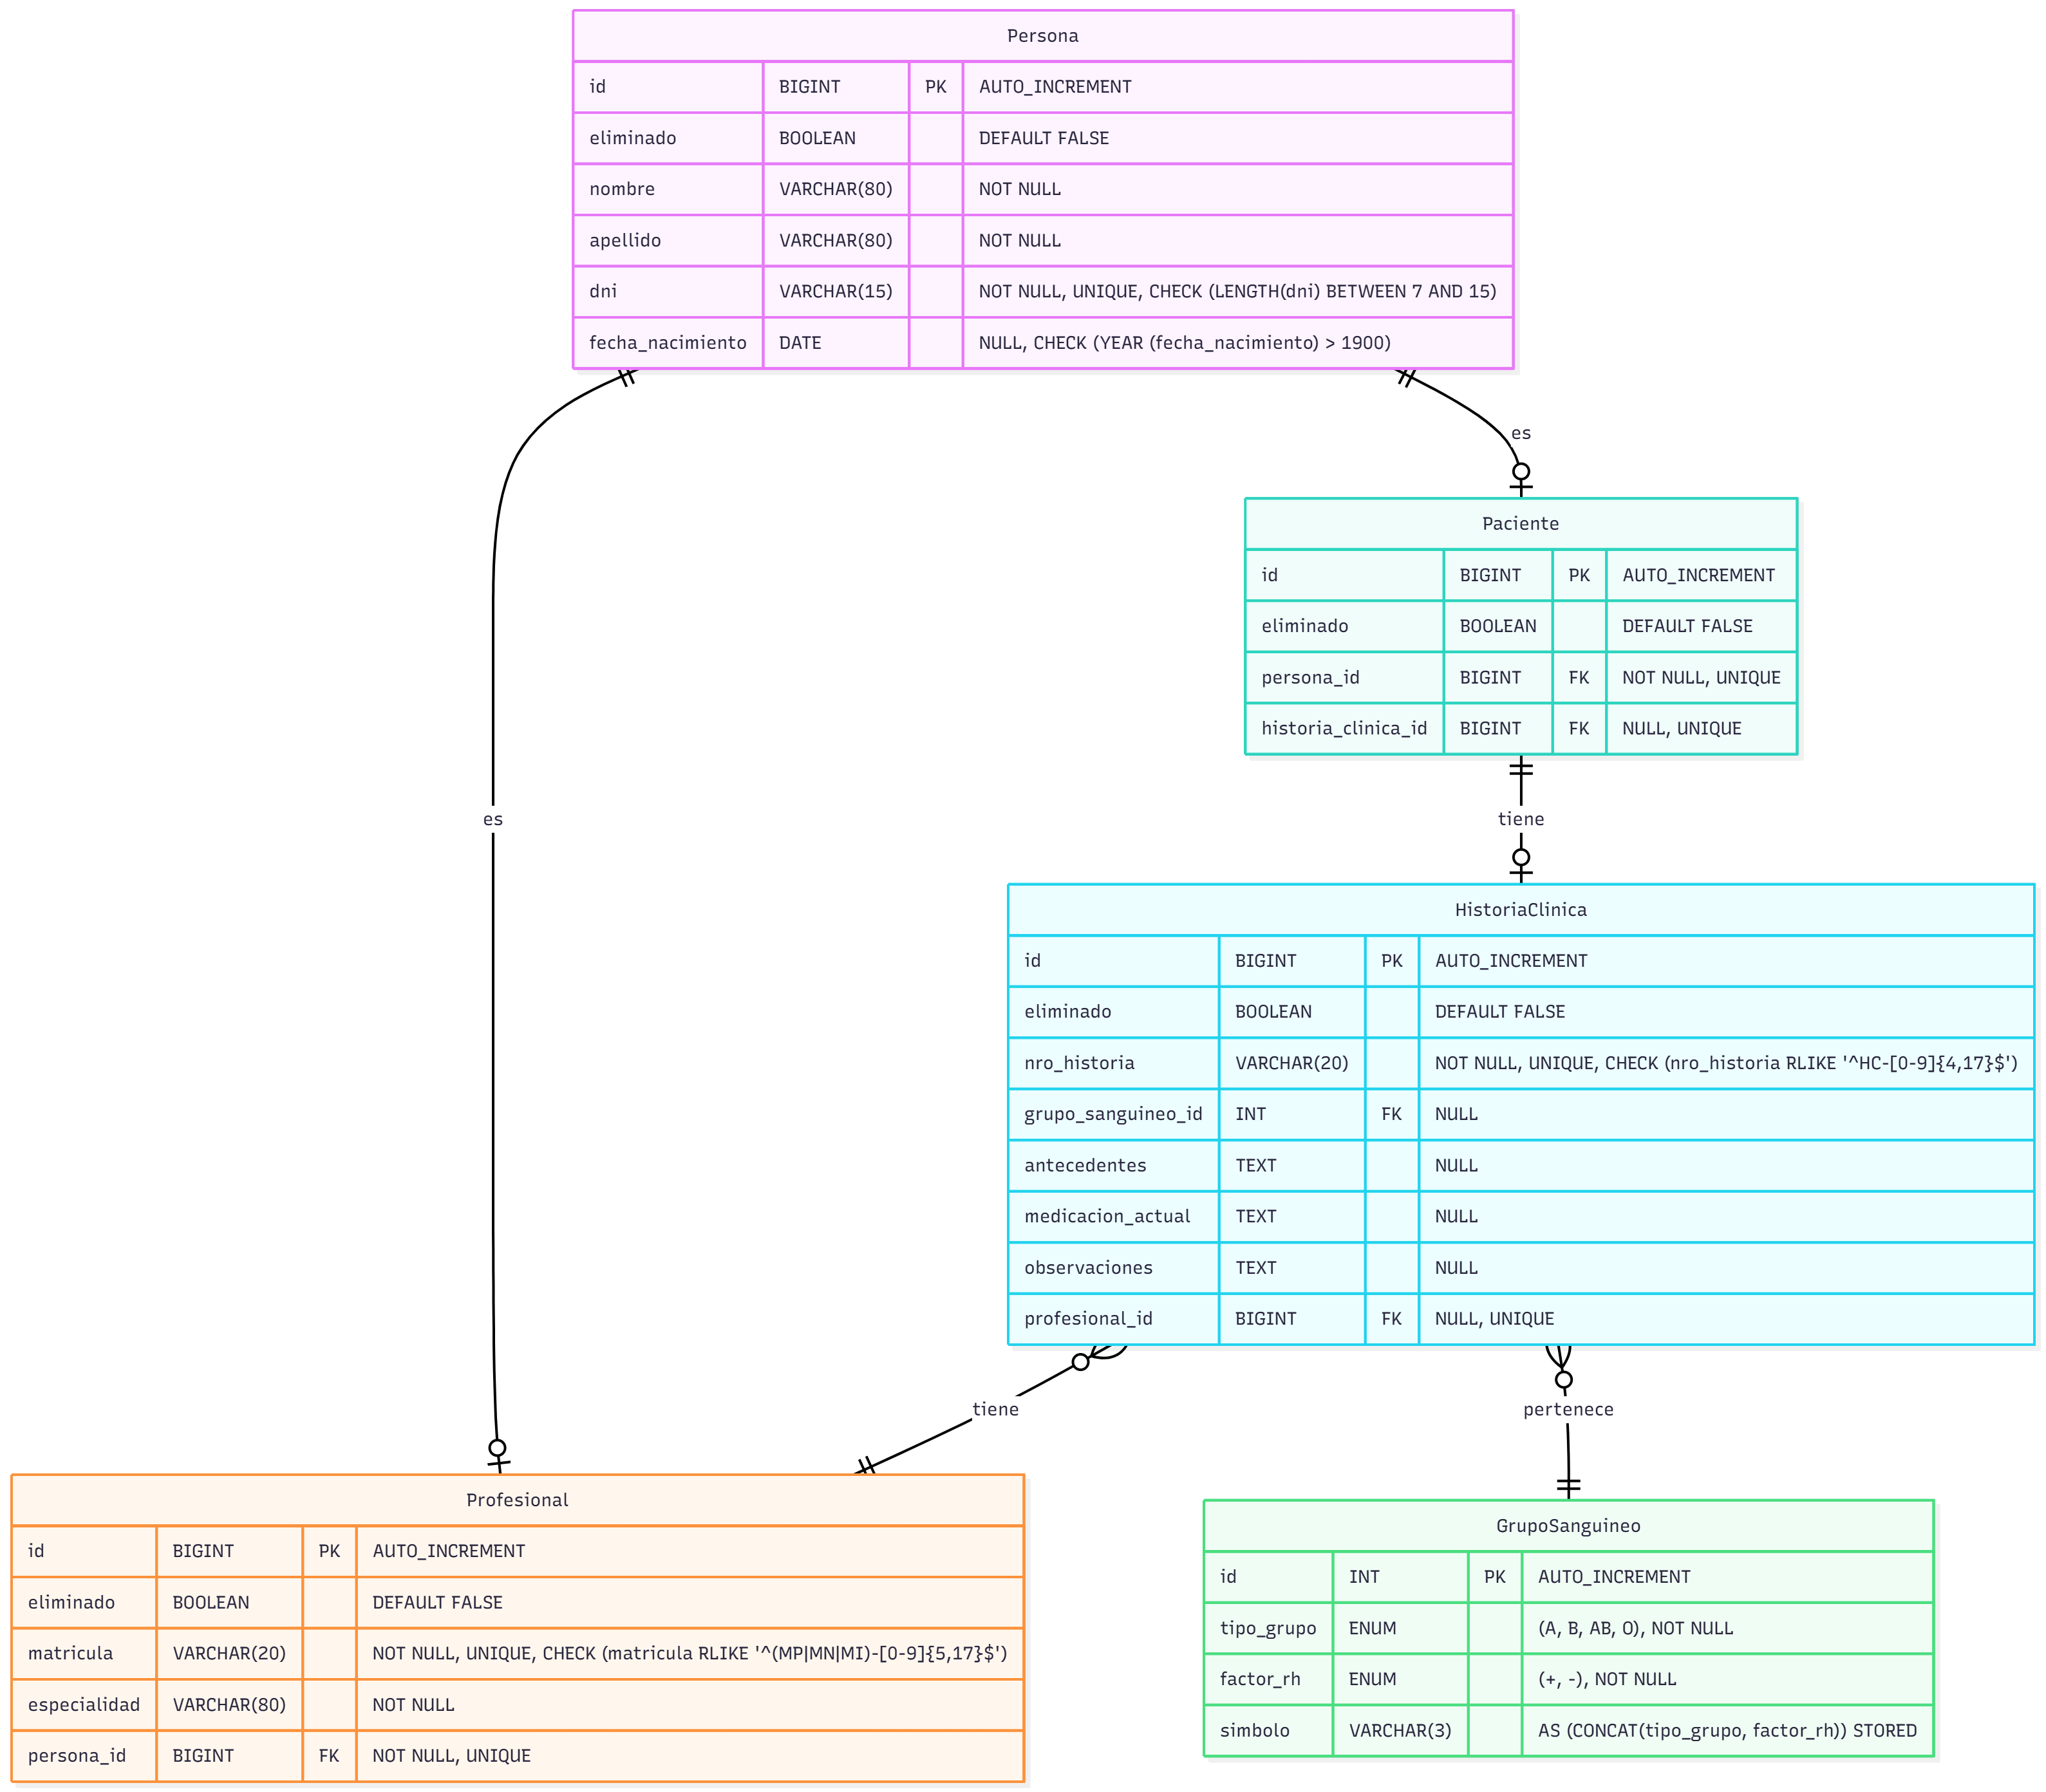 Persona
id BIGINT PK AUTO_INCREMENT
eliminado BOOLEAN DEFAULT FALSE
nombre VARCHAR(80) NOT NULL
apellido VARCHAR(80) NOT NULL
dni VARCHAR(15) NOT NULL, UNIQUE, CHECK (LENGTH(dni) BETWEEN 7 AND 15)
fecha_nacimiento DATE NULL, CHECK (YEAR (fecha_nacimiento) > 1900)
es
Paciente
id BIGINT PK AUTO_INCREMENT
eliminado BOOLEAN DEFAULT FALSE
persona_id BIGINT FK NOT NULL, UNIQUE
historia_clinica_id BIGINT FK NULL, UNIQUE
es
tiene
HistoriaClinica
id BIGINT PK AUTO_INCREMENT
eliminado BOOLEAN DEFAULT FALSE
nro_historia VARCHAR(20) NOT NULL, UNIQUE, CHECK (nro_historia RLIKE '^HC-[0-9]{4,17}$')
grupo_sanguineo_id INT FK NULL
antecedentes TEXT NULL
medicacion_actual TEXT NULL
observaciones TEXT NULL
profesional_id BIGINT FK NULL, UNIQUE
tiene
pertenece
Profesional
id BIGINT PK AUTO_INCREMENT
eliminado BOOLEAN DEFAULT FALSE
matricula VARCHAR(20) NOT NULL, UNIQUE, CHECK (matricula RLIKE '^(MP|MN|MI)-[0-9]{5,17}$')
especialidad VARCHAR(80) NOT NULL
persona_id BIGINT FK NOT NULL, UNIQUE
GrupoSanguineo
id INT PK AUTO_INCREMENT
tipo_grupo ENUM (A, B, AB, O), NOT NULL
factor_rh ENUM (+, -), NOT NULL
simbolo VARCHAR(3) AS (CONCAT(tipo_grupo, factor_rh)) STORED